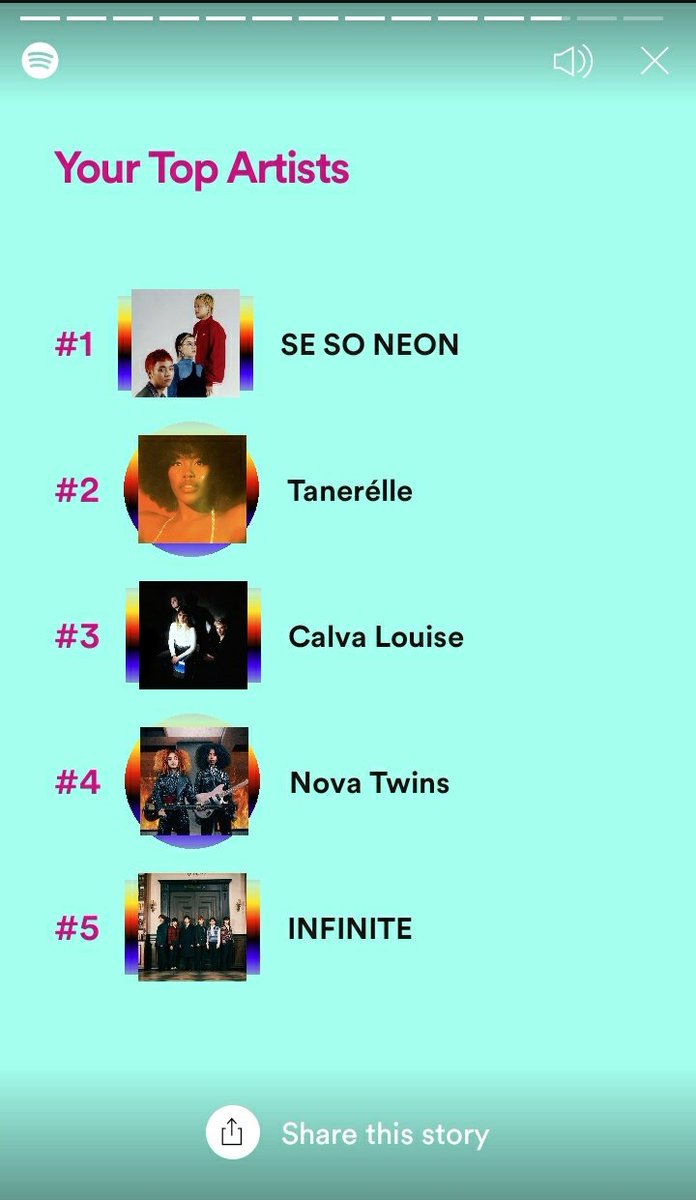 Your Top Artists
#1 SE SO NEON
#2 Tanerélle
#3 Calva Louise
#4 Nova Twins
#5 INFINITE
Share this story